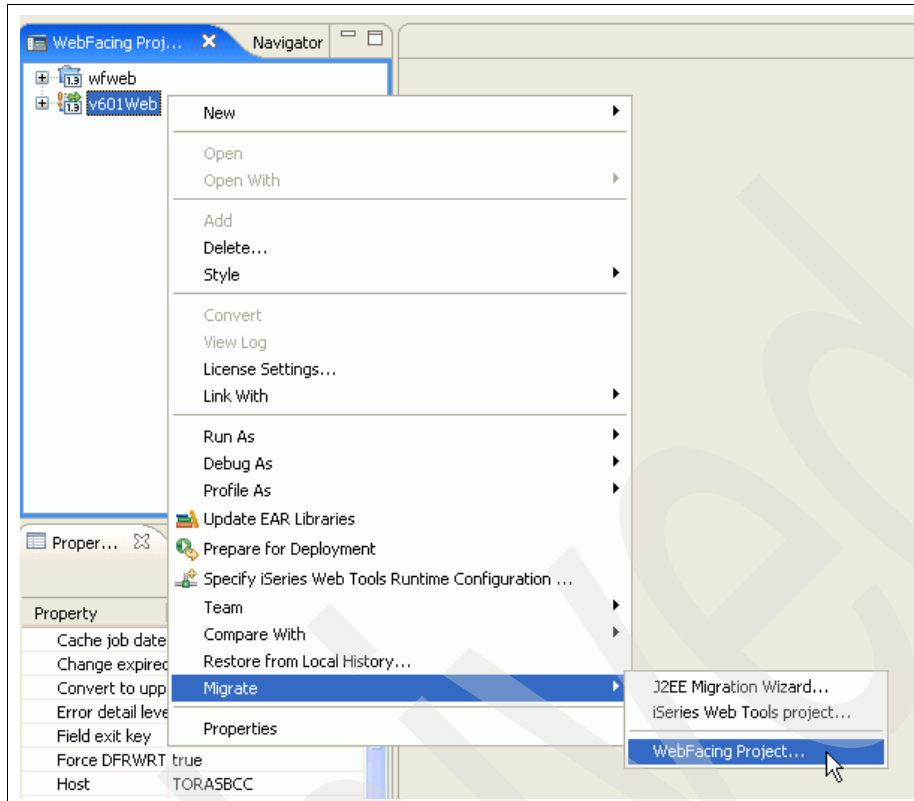 WebFacing Proj...
Navigator
1.3 wfweb
1.3 v601Web
New
Open
Open With
Add
Delete...
Style
Convert
View Log
License Settings...
Link With
Run As
Debug As
Profile As
Update EAR Libraries
Prepare for Deployment
Specify iSeries Web Tools Runtime Configuration ...
Team
Compare With
Restore from Local History...
Migrate
Properties
J2EE Migration Wizard...
iSeries Web Tools project...
WebFacing Project...
Proper...
Property
Cache job date
Change expired
Convert to upp
Error detail leve
Field exit key
Force DFRWRT true
Host TORASBCC